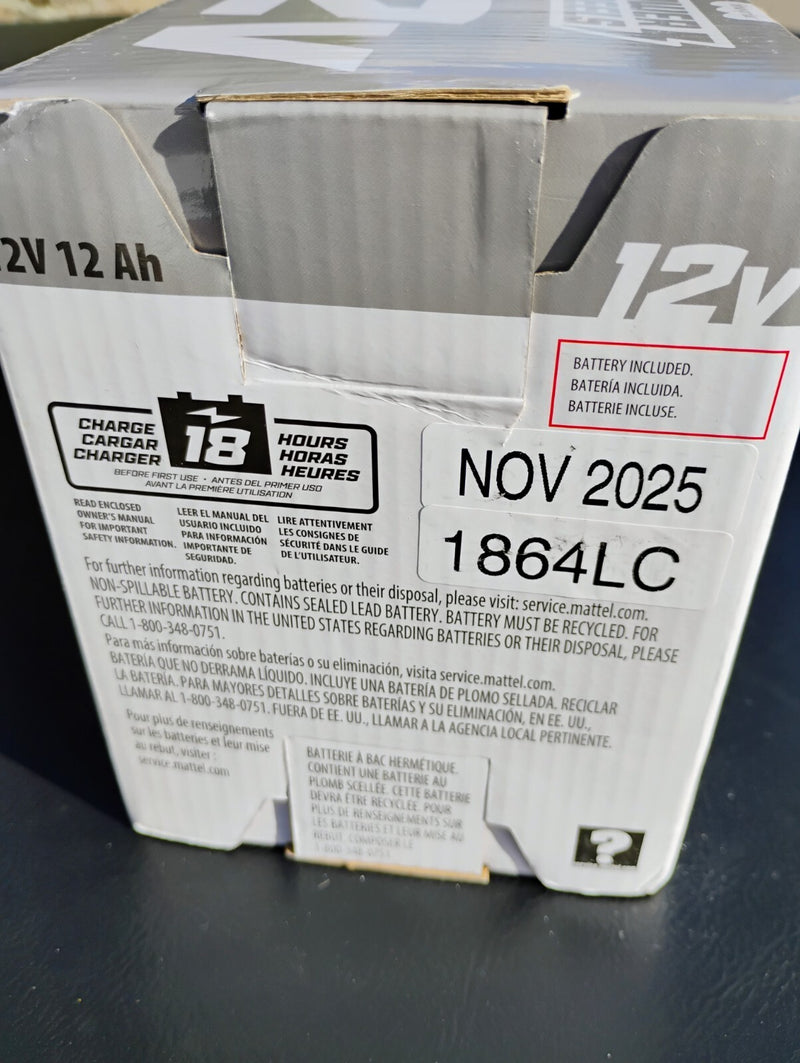 2V 12 Ah
12v
BATTERY INCLUDED.
BATERÍA INCLUIDA.
BATTERIE INCLUSE.
CHARGE
CARGAR
CHARGER
18
HOURS
HORAS
HEURES
BEFORE FIRST USE • ANTES DEL PRIMER USO
AVANT LA PREMIÈRE UTILISATION
NOV 2025
1864LC
READ ENCLOSED
OWNER'S MANUAL
FOR IMPORTANT
SAFETY INFORMATION.
LEER EL MANUAL DEL
USUARIO INCLUIDO
PARA INFORMACIÓN
IMPORTANTE DE
SEGURIDAD.
LIRE ATTENTIVEMENT
LES CONSIGNES DE
SÉCURITÉ DANS LE GUIDE
DE L'UTILISATEUR.
For further information regarding batteries or their disposal, please visit: service.mattel.com.
NON-SPILLABLE BATTERY. CONTAINS SEALED LEAD BATTERY. BATTERY MUST BE RECYCLED. FOR
FURTHER INFORMATION IN THE UNITED STATES REGARDING BATTERIES OR THEIR DISPOSAL, PLEASE
CALL 1-800-348-0751.
Para más información sobre baterías o su eliminación, visita service.mattel.com.
BATERÍA QUE NO DERRAMA LÍQUIDO. INCLUYE UNA BATERÍA DE PLOMO SELLADA. RECICLAR
LA BATERÍA. PARA MAYORES DETALLES SOBRE BATERÍAS Y SU ELIMINACIÓN, EN EE. UU.,
LLAMAR AL 1-800-348-0751. FUERA DE EE. UU., LLAMAR A LA AGENCIA LOCAL PERTINENTE.
Pour plus de renseignements
sur les batteries et leur mise
au rebut, visiter :
service.mattel.com
BATTERIE À BAC HERMÉTIQUE.
CONTIENT UNE BATTERIE AU
PLOMB SCELLÉE. CETTE BATTERIE
DEVRA ÊTRE RECYCLÉE. POUR
PLUS DE RENSEIGNEMENTS SUR
LES BATTERIES ET LEUR MISE AU
REBUT, COMPOSER LE
1-800-348-0751.
?